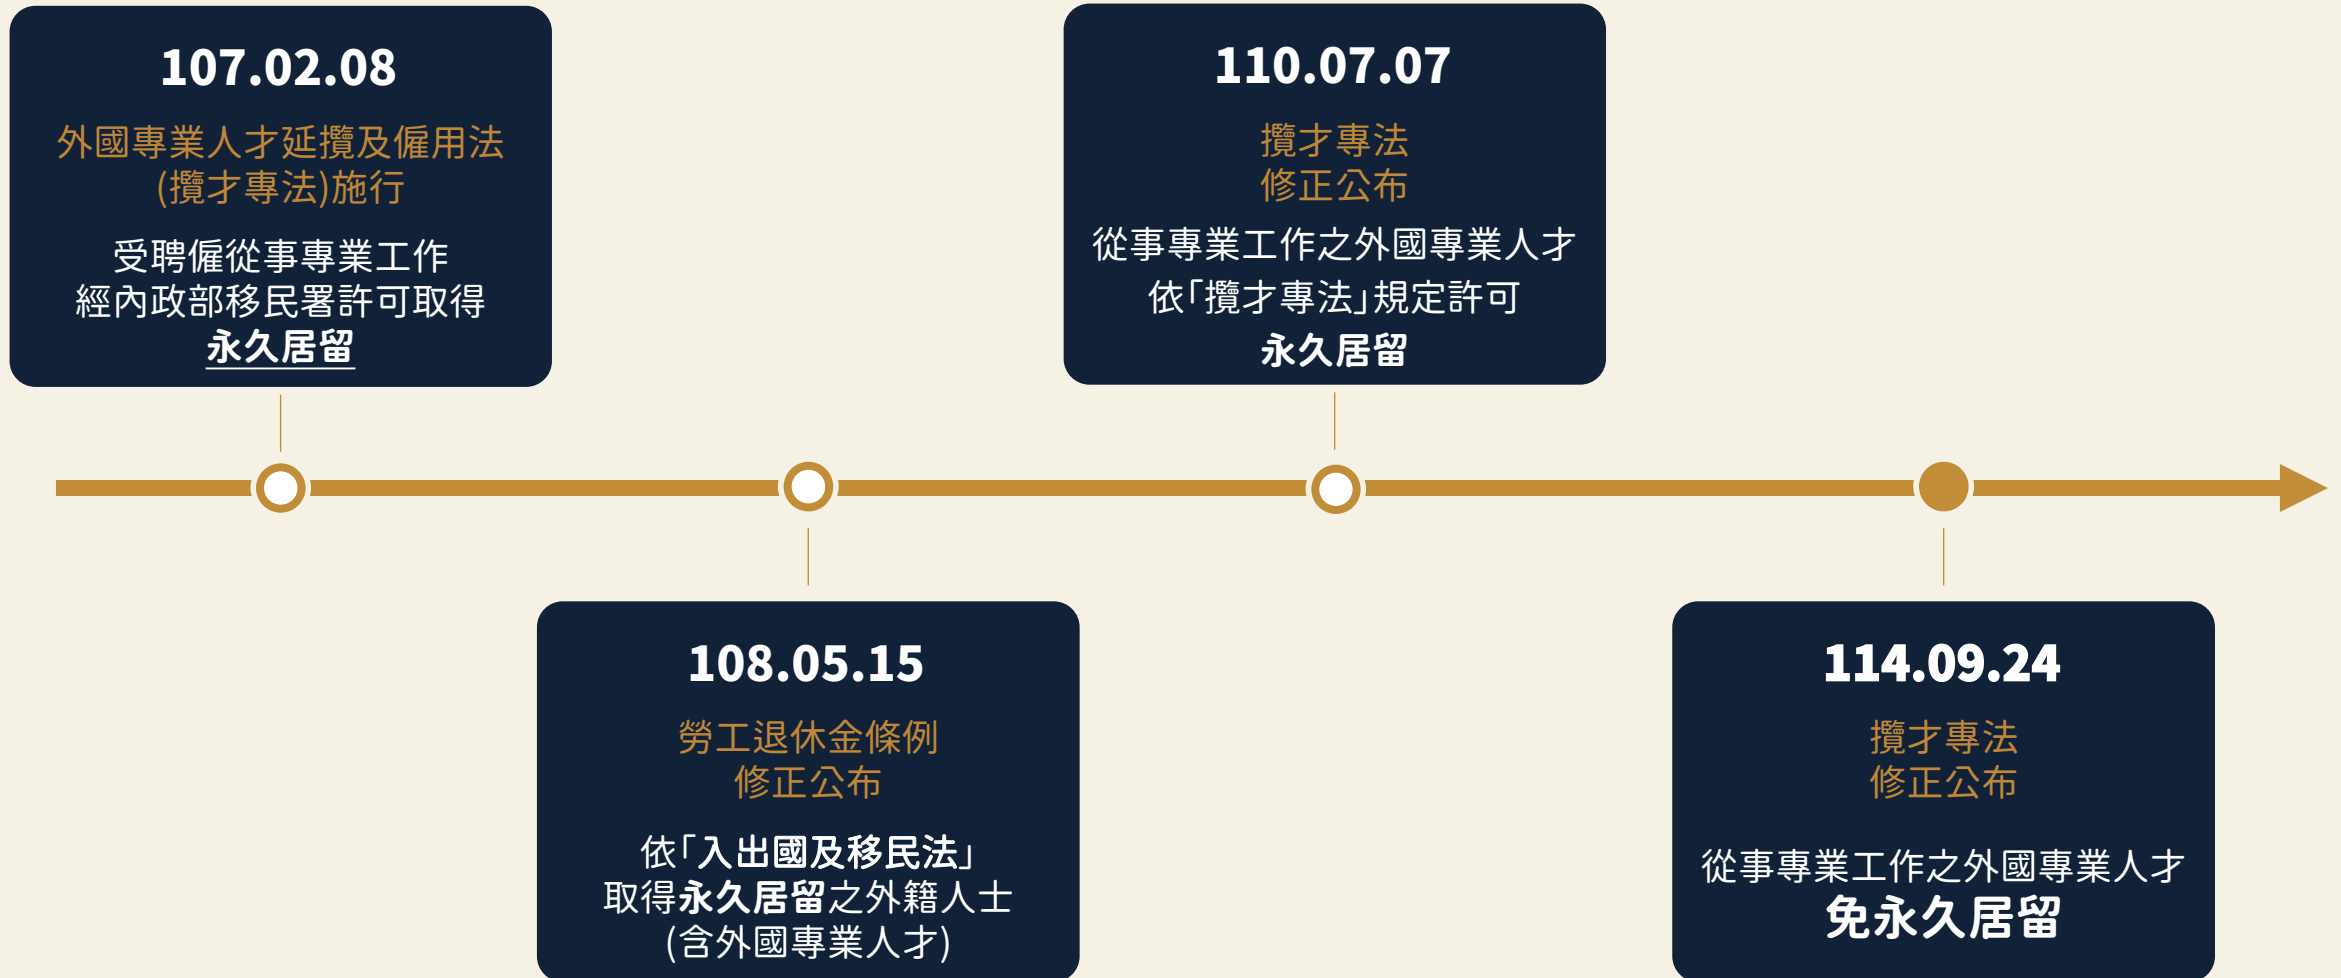 107.02.08
外國專業人才延攬及僱用法
(攬才專法)施行
受聘僱從事專業工作
經內政部移民署許可取得
永久居留
108.05.15
勞工退休金條例
修正公布
依「入出國及移民法」
取得永久居留之外籍人士
(含外國專業人才)
110.07.07
攬才專法
修正公布
從事專業工作之外國專業人才
依「攬才專法」規定許可
永久居留
114.09.24
攬才專法
修正公布
從事專業工作之外國專業人才
免永久居留